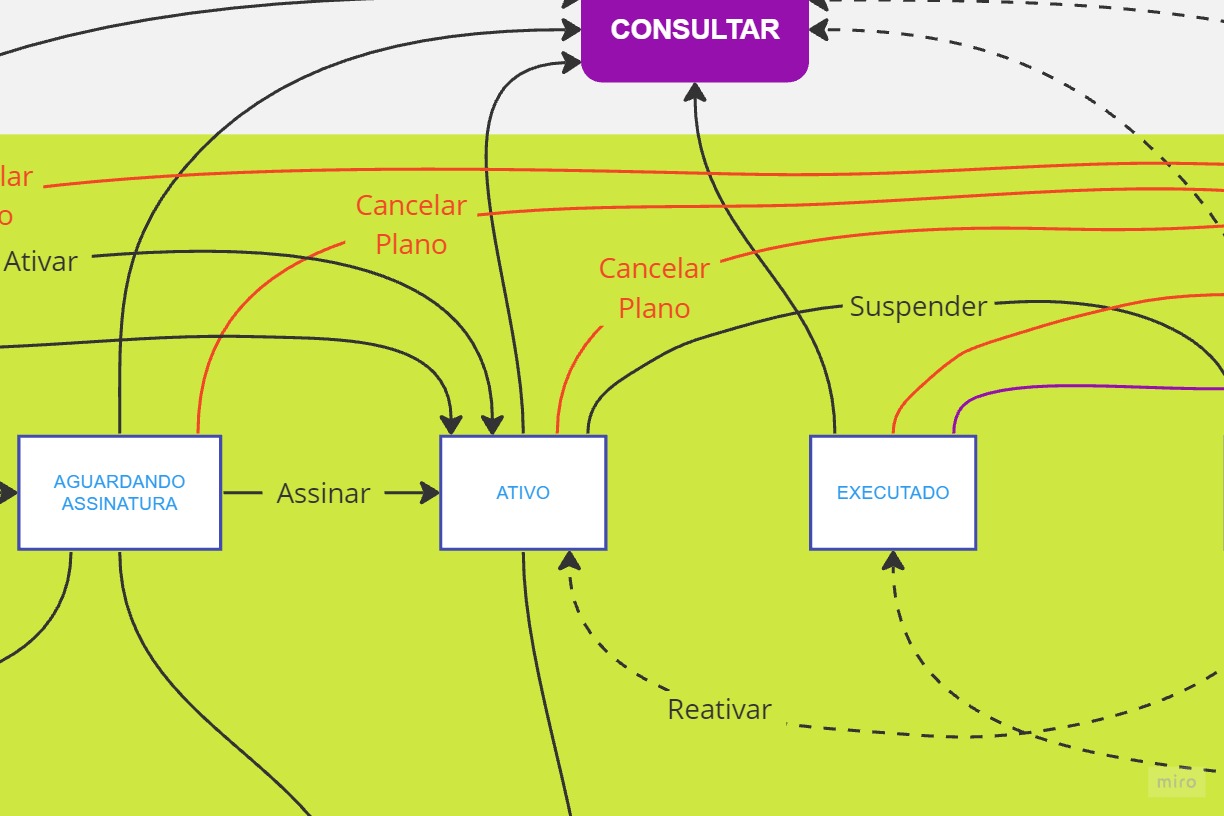 CONSULTAR
lar
o
Cancelar
Plano
Ativar
Cancelar
Plano
Suspender
AGUARDANDO
ASSINATURA
Assinar
ATIVO
EXECUTADO
Reativar
miro